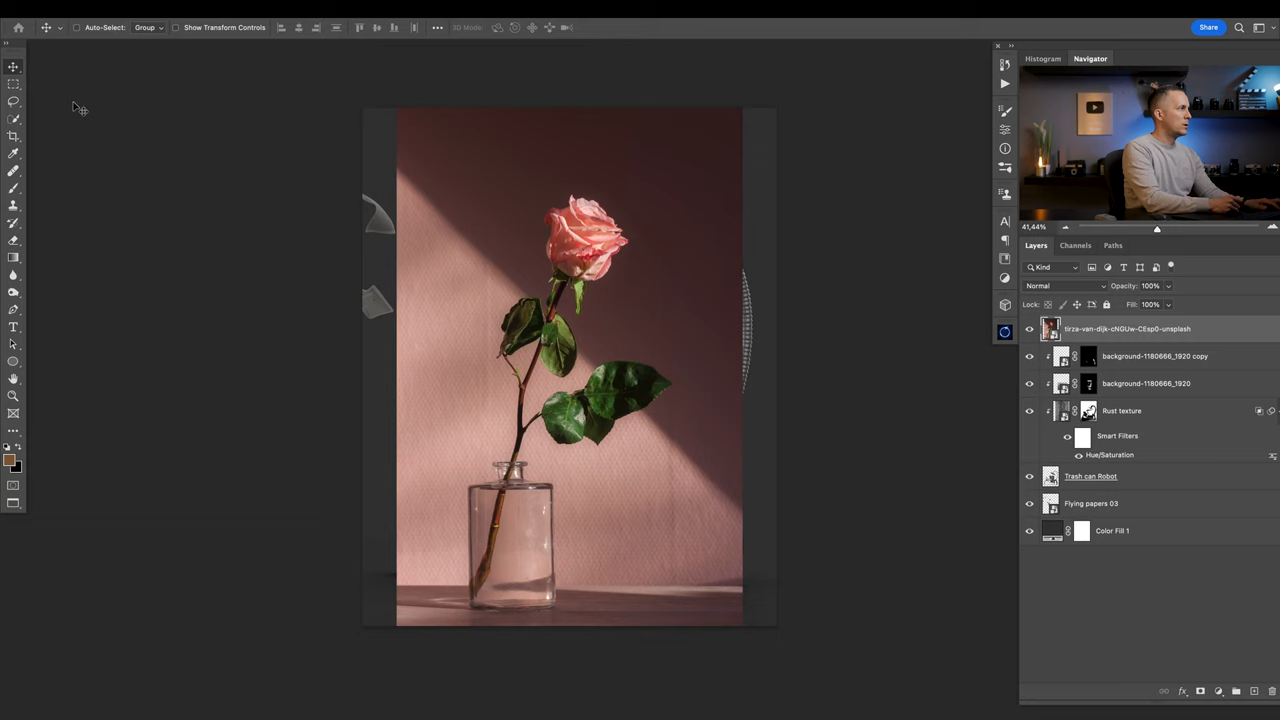 Auto-Select: Group Show Transform Controls 3D Mode: Share
Histogram Navigator
41,44%
Layers Channels Paths
Kind
Normal Opacity: 100%
Lock: Fill: 100%
tirza-van-dijk-cNGUw-CEsp0-unsplash
background-1180666_1920 copy
background-1180666_1920
Rust texture
Smart Filters
Hue/Saturation
Trash can Robot
Flying papers 03
Color Fill 1